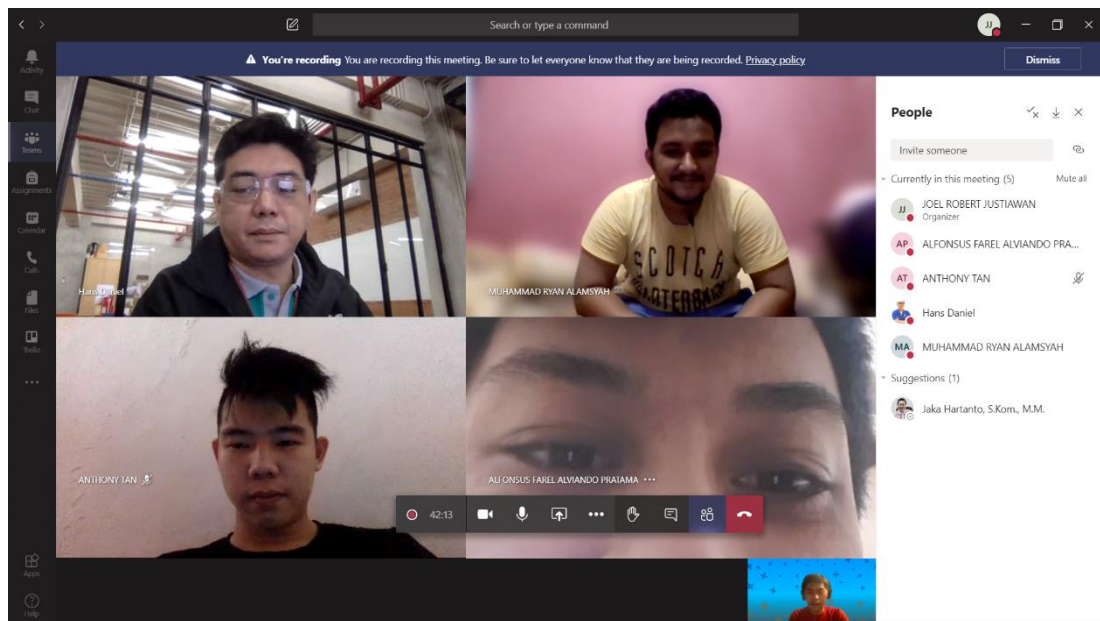 Search or type a command
JJ
You're recording You are recording this meeting. Be sure to let everyone know that they are being recorded. Privacy policy
Dismiss
Activity
Chat
Teams
Assignments
Calendar
Calls
Files
Trello
Apps
Help
Hans Daniel
MUHAMMAD RYAN ALAMSYAH
SCOTCH
ANTHONY TAN
ALFONSUS FAREL ALVIANDO PRATAMA
42:13
People
Invite someone
Currently in this meeting (5)
Mute all
JJ
JOEL ROBERT JUSTIAWAN
Organizer
AP
ALFONSUS FAREL ALVIANDO PRA...
AT
ANTHONY TAN
Hans Daniel
MA
MUHAMMAD RYAN ALAMSYAH
Suggestions (1)
Jaka Hartanto, S.Kom., M.M.